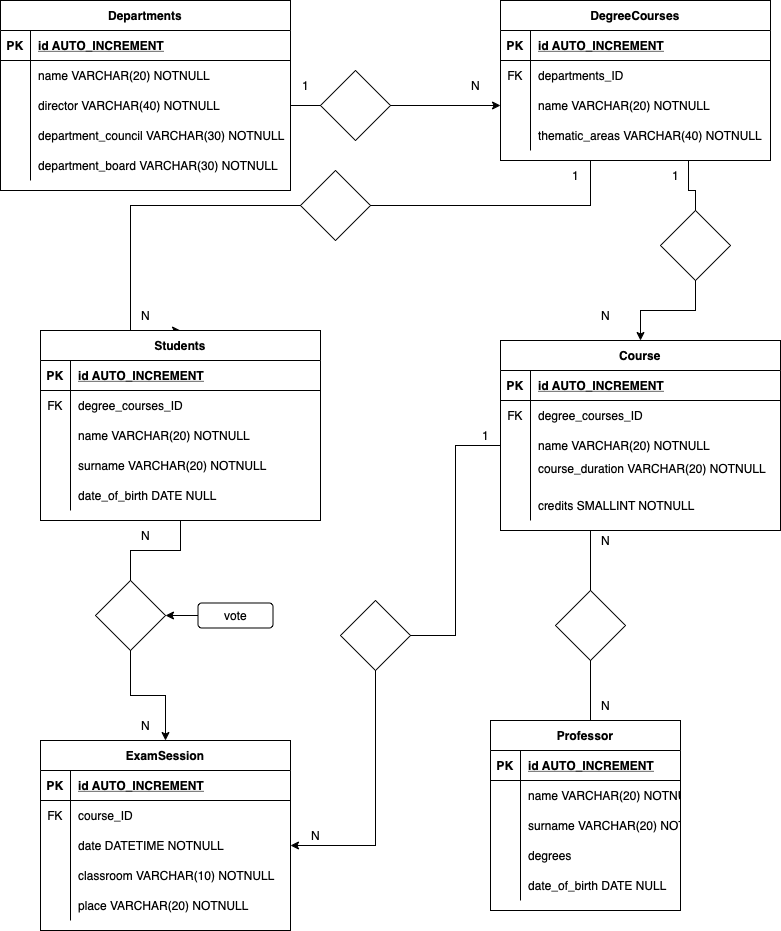 Departments
PK id AUTO_INCREMENT
name VARCHAR(20) NOTNULL
director VARCHAR(40) NOTNULL
department_council VARCHAR(30) NOTNULL
department_board VARCHAR(30) NOTNULL
1
N
DegreeCourses
PK id AUTO_INCREMENT
FK departments_ID
name VARCHAR(20) NOTNULL
thematic_areas VARCHAR(40) NOTNULL
1
1
N
N
Students
PK id AUTO_INCREMENT
FK degree_courses_ID
name VARCHAR(20) NOTNULL
surname VARCHAR(20) NOTNULL
date_of_birth DATE NULL
Course
PK id AUTO_INCREMENT
FK degree_courses_ID
name VARCHAR(20) NOTNULL
course_duration VARCHAR(20) NOTNULL
credits SMALLINT NOTNULL
1
N
N
vote
N
N
N
ExamSession
PK id AUTO_INCREMENT
FK course_ID
date DATETIME NOTNULL
classroom VARCHAR(10) NOTNULL
place VARCHAR(20) NOTNULL
Professor
PK id AUTO_INCREMENT
name VARCHAR(20) NOTNU
surname VARCHAR(20) NO
degrees
date_of_birth DATE NULL